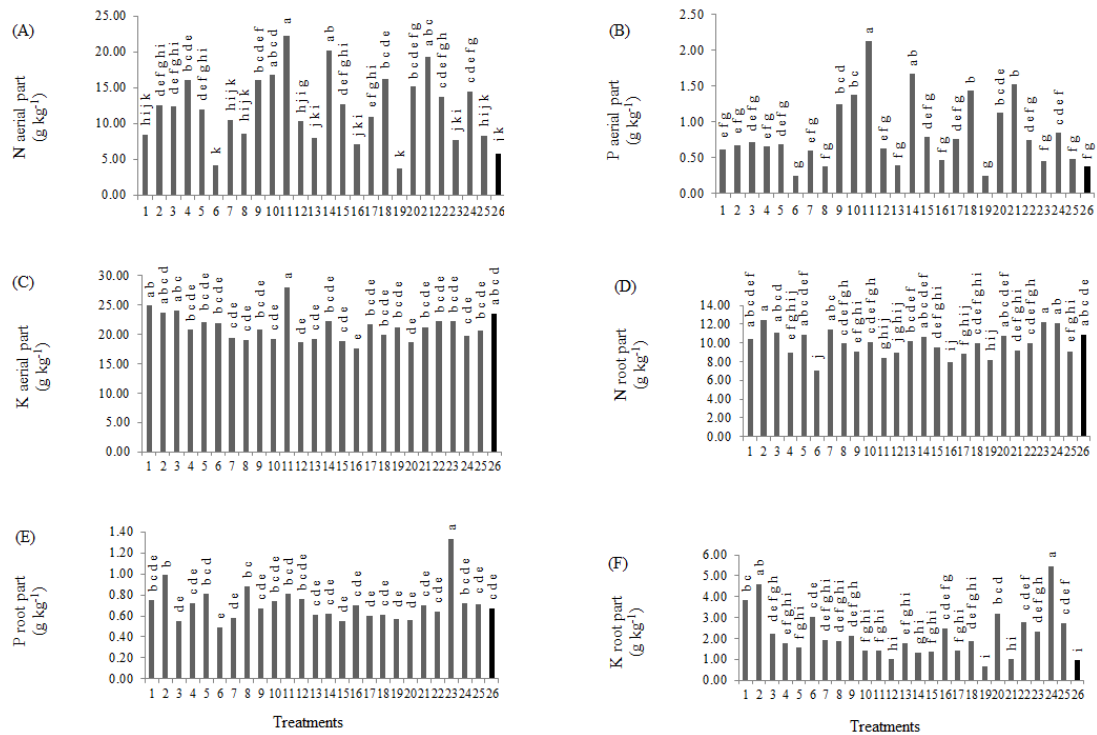 (A)
N aerial part
(g kg-1)
25.00
20.00
15.00
10.00
5.00
0.00
h i j k
d e f g h i
d e f g h i
b c d e
d e f g h i
k
h i j k
h i j k
b c d e f
a b c d
a
h j i g
j k i
a b
d e f g h i
j k i
e f g h i
b c d e
k
b c d e f g
a b c
c d e f g h
j k i
c d e f g
h i j k
1 2 3 4 5 6 7 8 9 10 11 12 13 14 15 16 17 18 19 20 21 22 23 24 25 26
(B)
P aerial part
(g kg-1)
2.50
2.00
1.50
1.00
0.50
0.00
e f g
e f g
d e f g
e f g
d e f g
g
e f g
f g
b c d
b c
a
e f g
f g
a b
d e f g
f g
d e f g
b
g
b c d e
b
d e f g
f g
c d e f
f g
f g
1 2 3 4 5 6 7 8 9 10 11 12 13 14 15 16 17 18 19 20 21 22 23 24 25 26
(C)
K aerial part
(g kg-1)
30.00
25.00
20.00
15.00
10.00
5.00
0.00
a b
a b c d
a b c
b c d e
b c d e
b c d e
c d e
c d e
b c d e
c d e
a
d e
c d e
b c d e
c d e
e
b c d e
c d e
b c d e
d e
b c d e
b c d e
b c d e
c d e
b c d e
a b c d
1 2 3 4 5 6 7 8 9 10 11 12 13 14 15 16 17 18 19 20 21 22 23 24 25 26
(D)
N root part
(g kg-1)
14.00
12.00
10.00
8.00
6.00
4.00
2.00
0.00
a b c d e f
a
a b c d
e f g h i j
a b c d e f
j
a b c
c d e f g h
e f g h i
c d e f g h
g h i j
j g h i j
b c d e f
a b c d e f
d e f g h i
i j
f g h i j
c d e f g h i
h i j
a b c d e f
d e f g h i
c d e f g h
a
a b
e f g h i
a b c d e
1 2 3 4 5 6 7 8 9 10 11 12 13 14 15 16 17 18 19 20 21 22 23 24 25 26
(E)
P root part
(g kg-1)
1.40
1.20
1.00
0.80
0.60
0.40
0.20
0.00
b c d e
b
d e
c d e
b c d
e
d e
b c
c d e
b c d e
b c d
b c d e
c d e
c d e
d e
c d e
c d e
c d e
c d e
d e
c d e
c d e
a
c d e
c d e
c d e
1 2 3 4 5 6 7 8 9 10 11 12 13 14 15 16 17 18 19 20 21 22 23 24 25 26
Treatments
(F)
K root part
(g kg-1)
6.00
5.00
4.00
3.00
2.00
1.00
0.00
b c
a b
d e f g h
e f g h i
f g h i
c d e
d e f g h i
d e f g h i
d e f g h
f g h i
f g h i
h i
e f g h i
g h i
f g h i
c d e f g
f g h i
d e f g h i
i
b c d
h i
c d e f
d e f g h
a
c d e f
i
1 2 3 4 5 6 7 8 9 10 11 12 13 14 15 16 17 18 19 20 21 22 23 24 25 26
Treatments